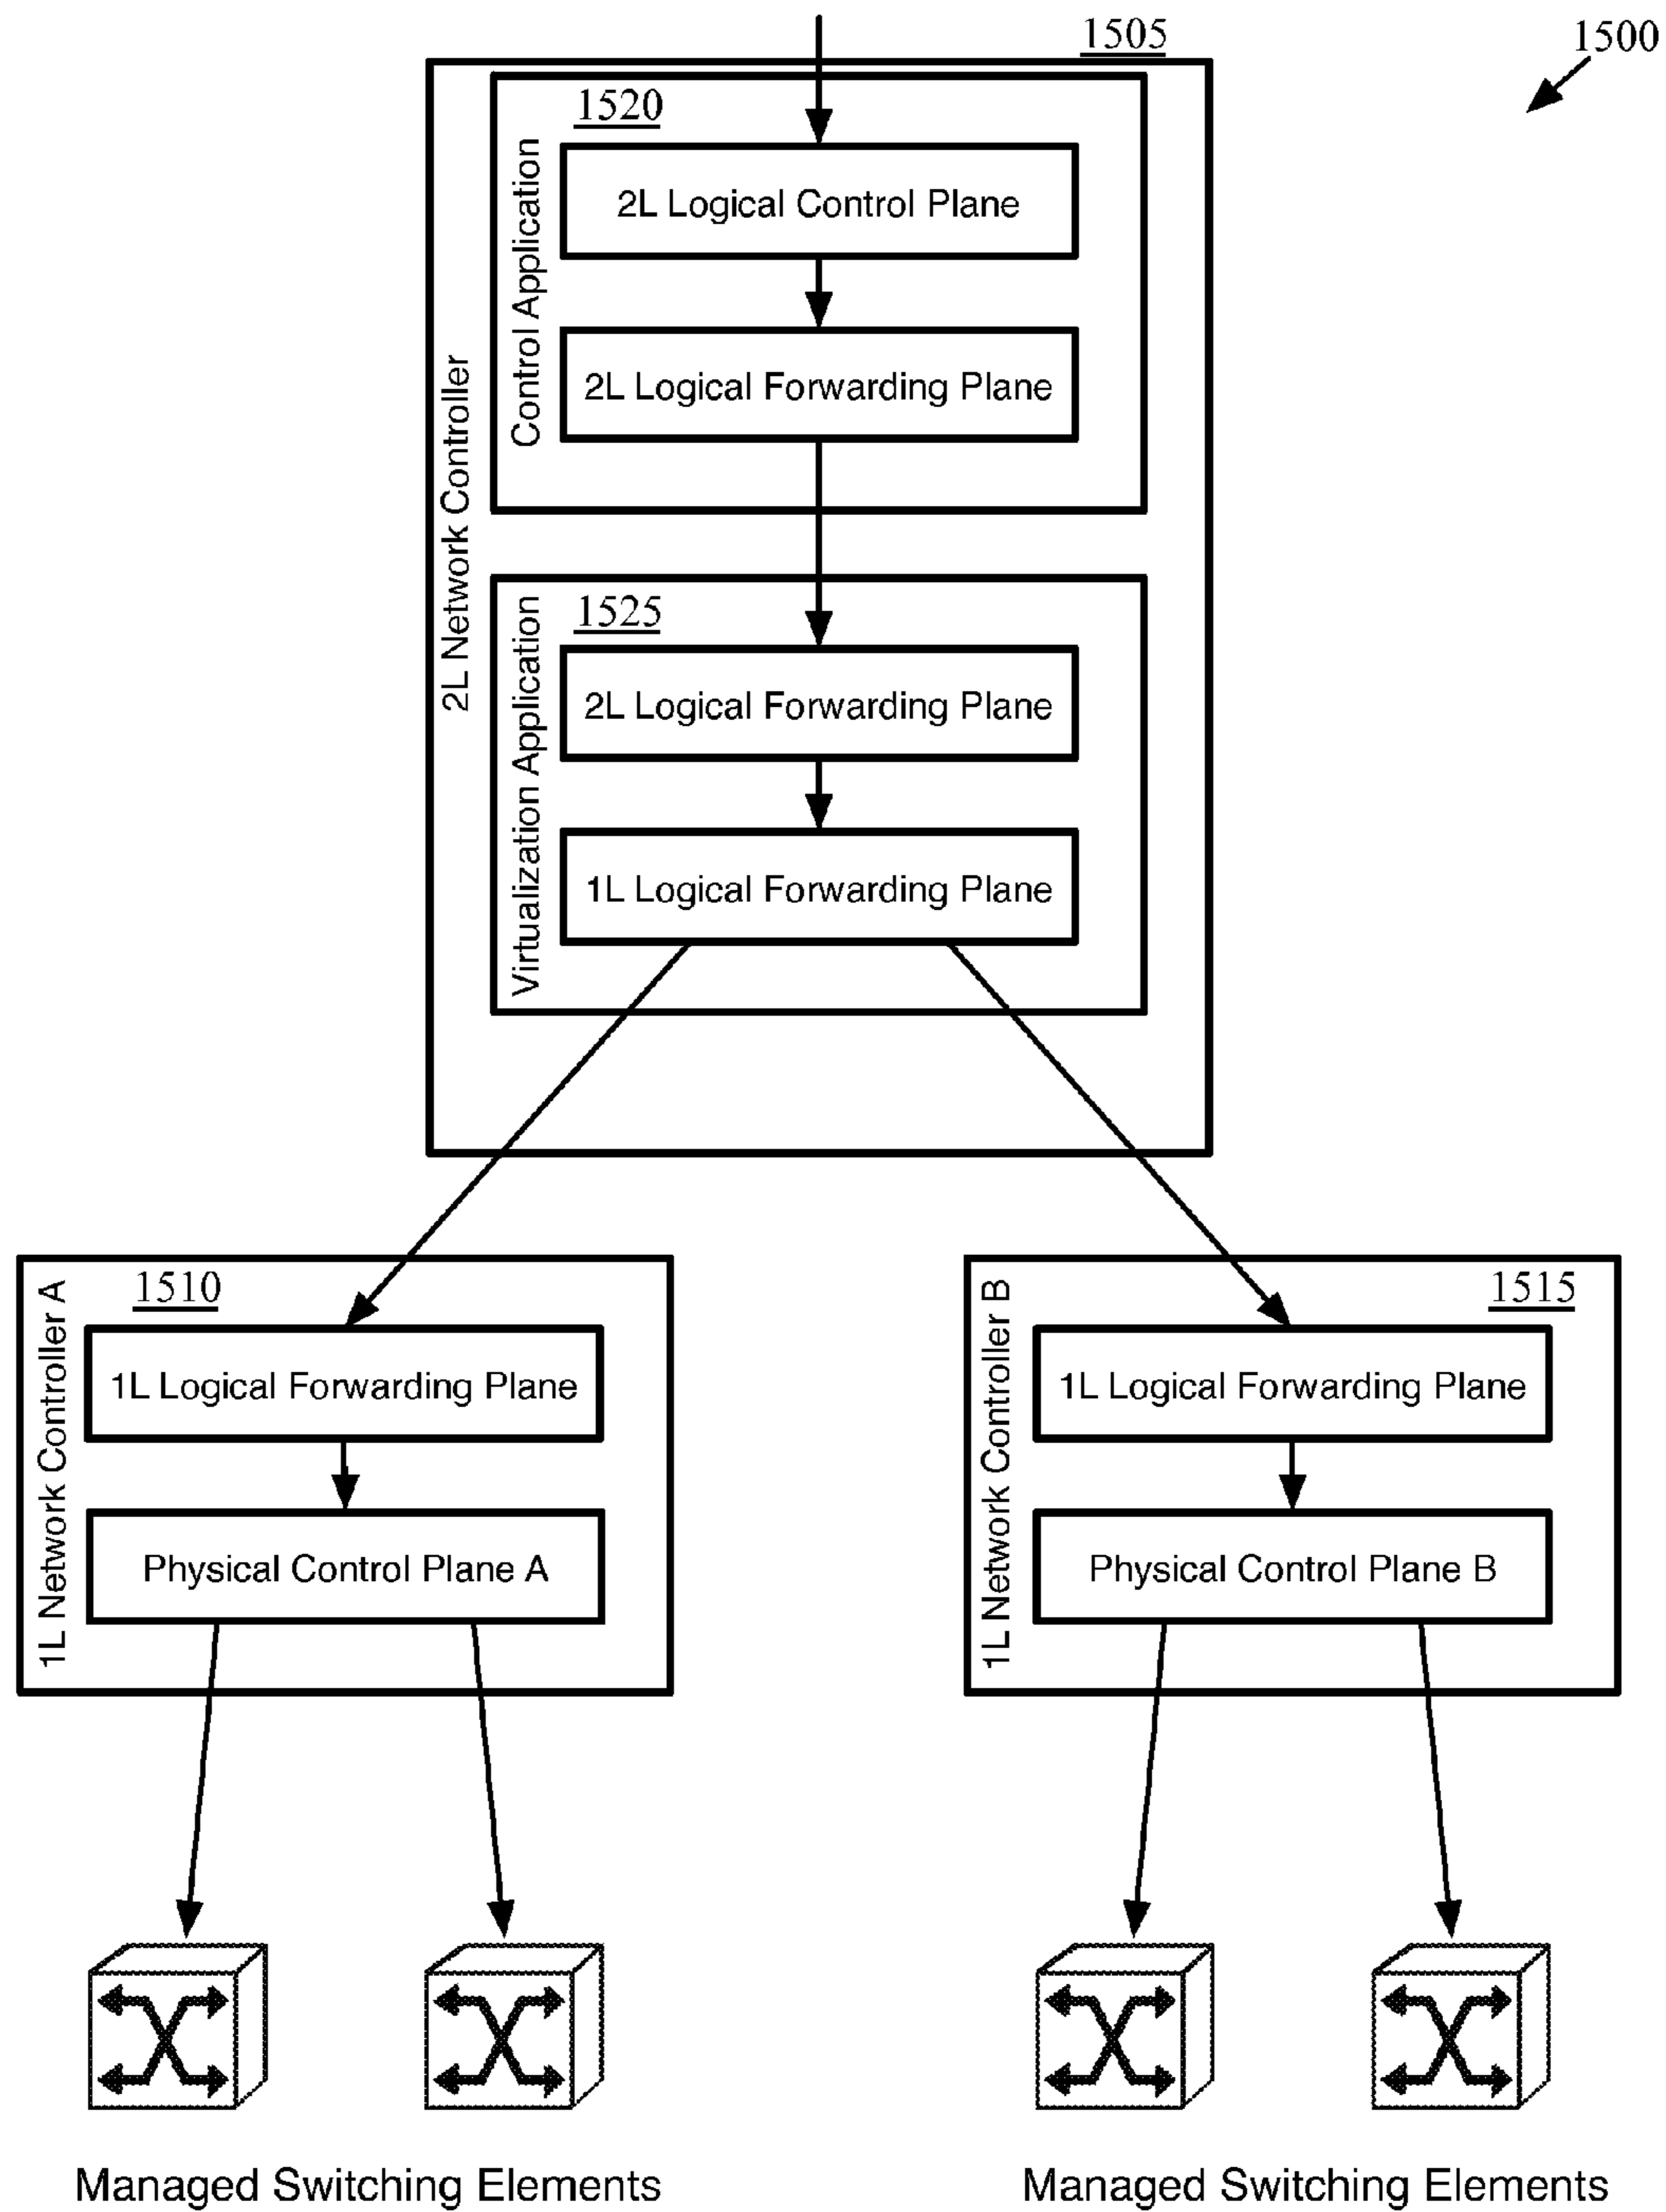 1505
1500
1520
Control Application
2L Logical Control Plane
2L Logical Forwarding Plane
2L Network Controller
1525
Virtualization Application
2L Logical Forwarding Plane
1L Logical Forwarding Plane
1L Network Controller A
1510
1L Logical Forwarding Plane
Physical Control Plane A
1L Network Controller B
1515
1L Logical Forwarding Plane
Physical Control Plane B
Managed Switching Elements
Managed Switching Elements